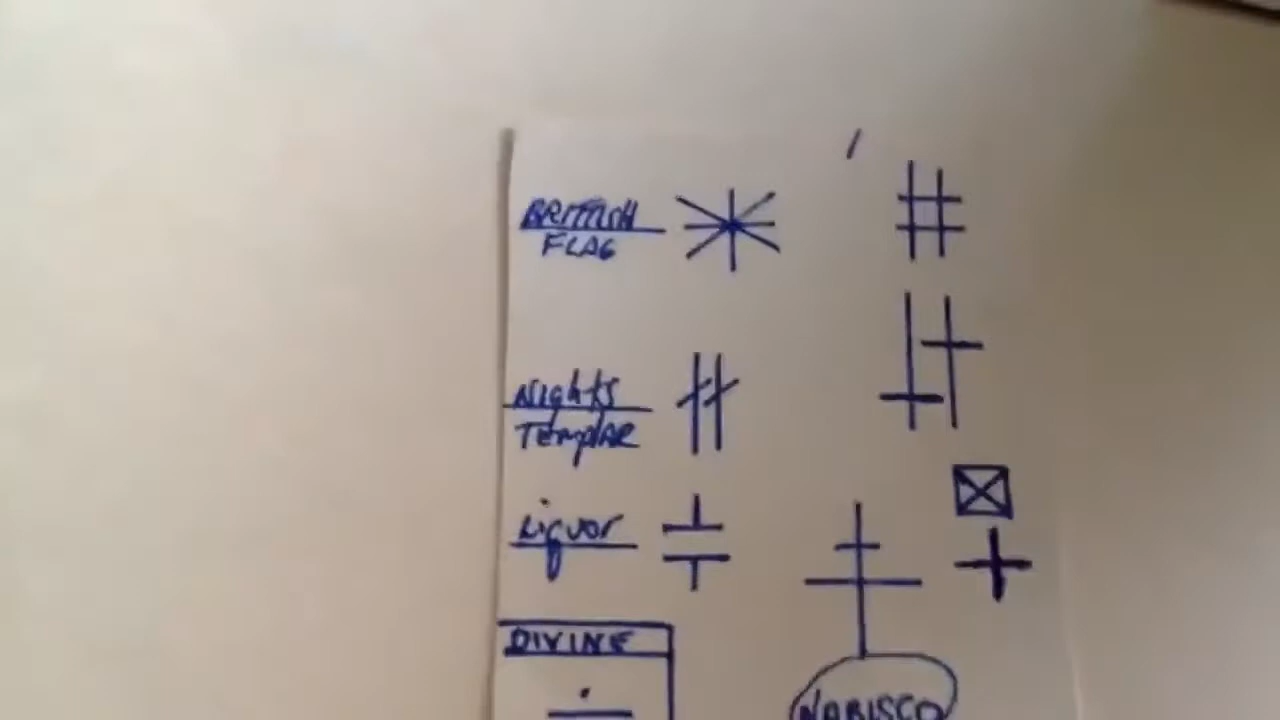 BRITISH
FLAG
Nights
Templar
Liquor
DIVINE
NABISCO